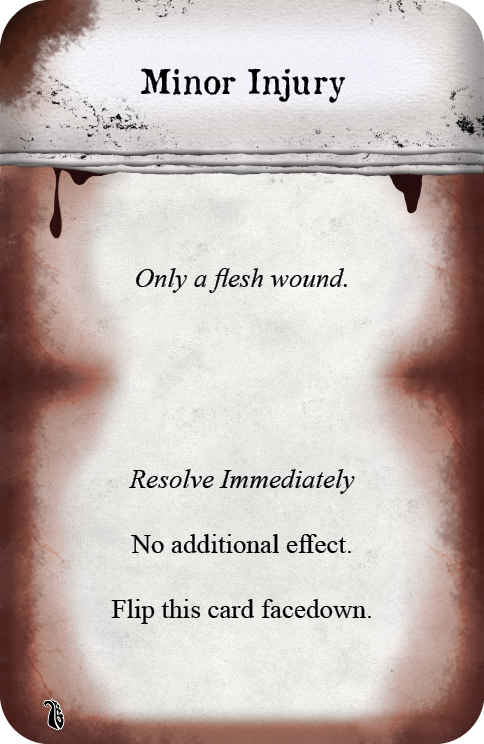 Minor Injury
Only a flesh wound.
Resolve Immediately
No additional effect.
Flip this card facedown.